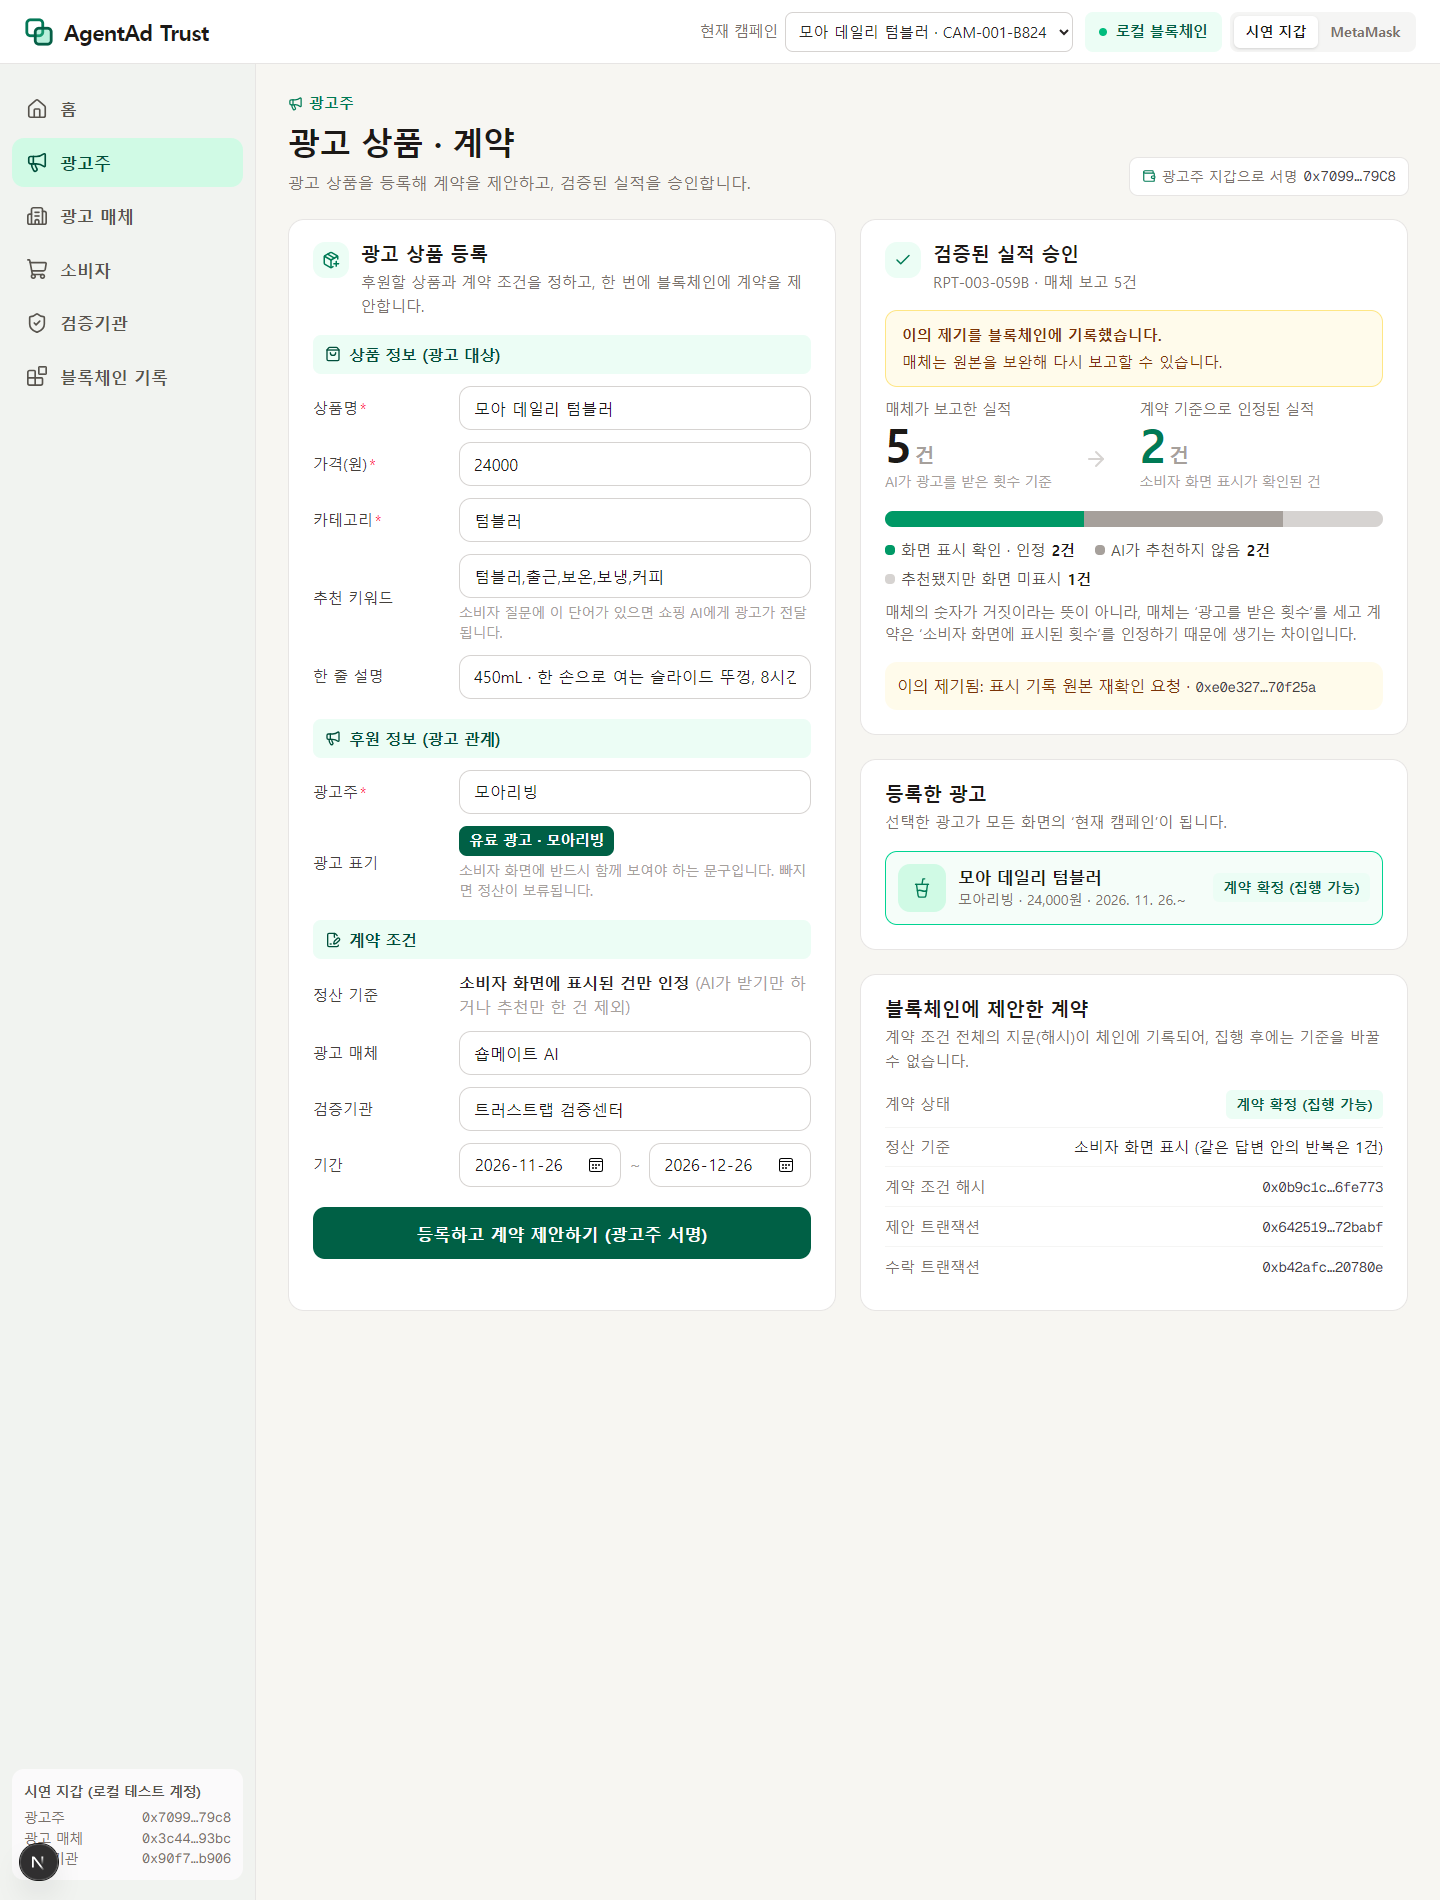 AgentAd Trust
현재 캠페인
모아 데일리 텀블러 · CAM-001-B824
로컬 블록체인
시연 지갑
MetaMask
홈
광고주
광고 매체
소비자
검증기관
블록체인 기록
광고주
광고 상품 · 계약
광고 상품을 등록해 계약을 제안하고, 검증된 실적을 승인합니다.
광고주 지갑으로 서명 0x7099…79C8
광고 상품 등록
후원할 상품과 계약 조건을 정하고, 한 번에 블록체인에 계약을 제
안합니다.
상품 정보 (광고 대상)
상품명*
모아 데일리 텀블러
가격(원)*
24000
카테고리*
텀블러
추천 키워드
텀블러,출근,보온,보냉,커피
소비자 질문에 이 단어가 있으면 쇼핑 AI에게 광고가 전달
됩니다.
한 줄 설명
450mL · 한 손으로 여는 슬라이드 뚜껑, 8시간
후원 정보 (광고 관계)
광고주*
모아리빙
광고 표기
유료 광고 · 모아리빙
소비자 화면에 반드시 함께 보여야 하는 문구입니다. 빠지
면 정산이 보류됩니다.
계약 조건
정산 기준
소비자 화면에 표시된 건만 인정 (AI가 받기만 하
거나 추천만 한 건 제외)
광고 매체
숍메이트 AI
검증기관
트러스트랩 검증센터
기간
2026-11-26
~
2026-12-26
등록하고 계약 제안하기 (광고주 서명)
검증된 실적 승인
RPT-003-059B · 매체 보고 5건
이의 제기를 블록체인에 기록했습니다.
매체는 원본을 보완해 다시 보고할 수 있습니다.
매체가 보고한 실적
5 건
AI가 광고를 받은 횟수 기준
계약 기준으로 인정된 실적
2 건
소비자 화면 표시가 확인된 건
화면 표시 확인 · 인정 2건
AI가 추천하지 않음 2건
추천됐지만 화면 미표시 1건
매체의 숫자가 거짓이라는 뜻이 아니라, 매체는 ‘광고를 받은 횟수’를 세고 계
약은 ‘소비자 화면에 표시된 횟수’를 인정하기 때문에 생기는 차이입니다.
이의 제기됨: 표시 기록 원본 재확인 요청 · 0xe0e327…70f25a
등록한 광고
선택한 광고가 모든 화면의 ‘현재 캠페인’이 됩니다.
모아 데일리 텀블러
모아리빙 · 24,000원 · 2026. 11. 26.~
계약 확정 (집행 가능)
블록체인에 제안한 계약
계약 조건 전체의 지문(해시)이 체인에 기록되어, 집행 후에는 기준을 바꿀
수 없습니다.
계약 상태
계약 확정 (집행 가능)
정산 기준
소비자 화면 표시 (같은 답변 안의 반복은 1건)
계약 조건 해시
0x0b9c1c…6fe773
제안 트랜잭션
0x642519…72babf
수락 트랜잭션
0xb42afc…20780e
시연 지갑 (로컬 테스트 계정)
광고주
0x7099…79c8
광고 매체
0x3c44…93bc
기관
0x90f7…b906
N